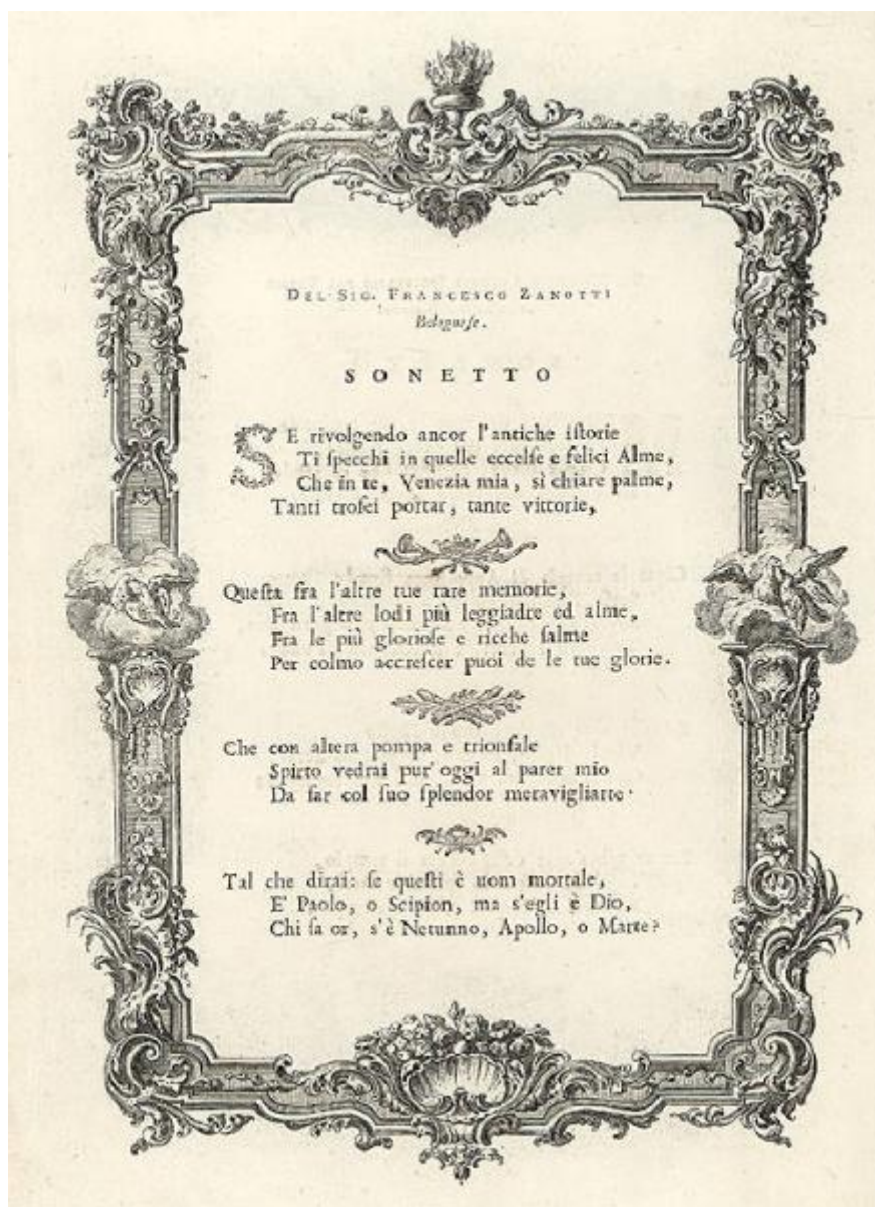 DEL SIG. FRANCESCO ZANOTTI
Bolognese.
SONETTO
SE rivolgendo ancor l'antiche istorie
Ti specchi in quelle eccelse e felici Alme,
Che in te, Venezia mia, sì chiare palme,
Tanti trofei portar, tante vittorie,
Questa fra l'altre tue rare memorie,
Fra l'altre lodi più leggiadre ed alme,
Fra le più gloriose e ricche salme
Per colmo accrescer puoi de le tue glorie.
Che con altera pompa e trionfale
Spirto vedrai pur' oggi al parer mio
Da far col suo splendor meravigliarte.
Tal che dirai: se questi è uom mortale,
E' Paolo, o Scipion, ma s'egli è Dio,
Chi sa or, s'è Netunno, Apollo, o Marte?